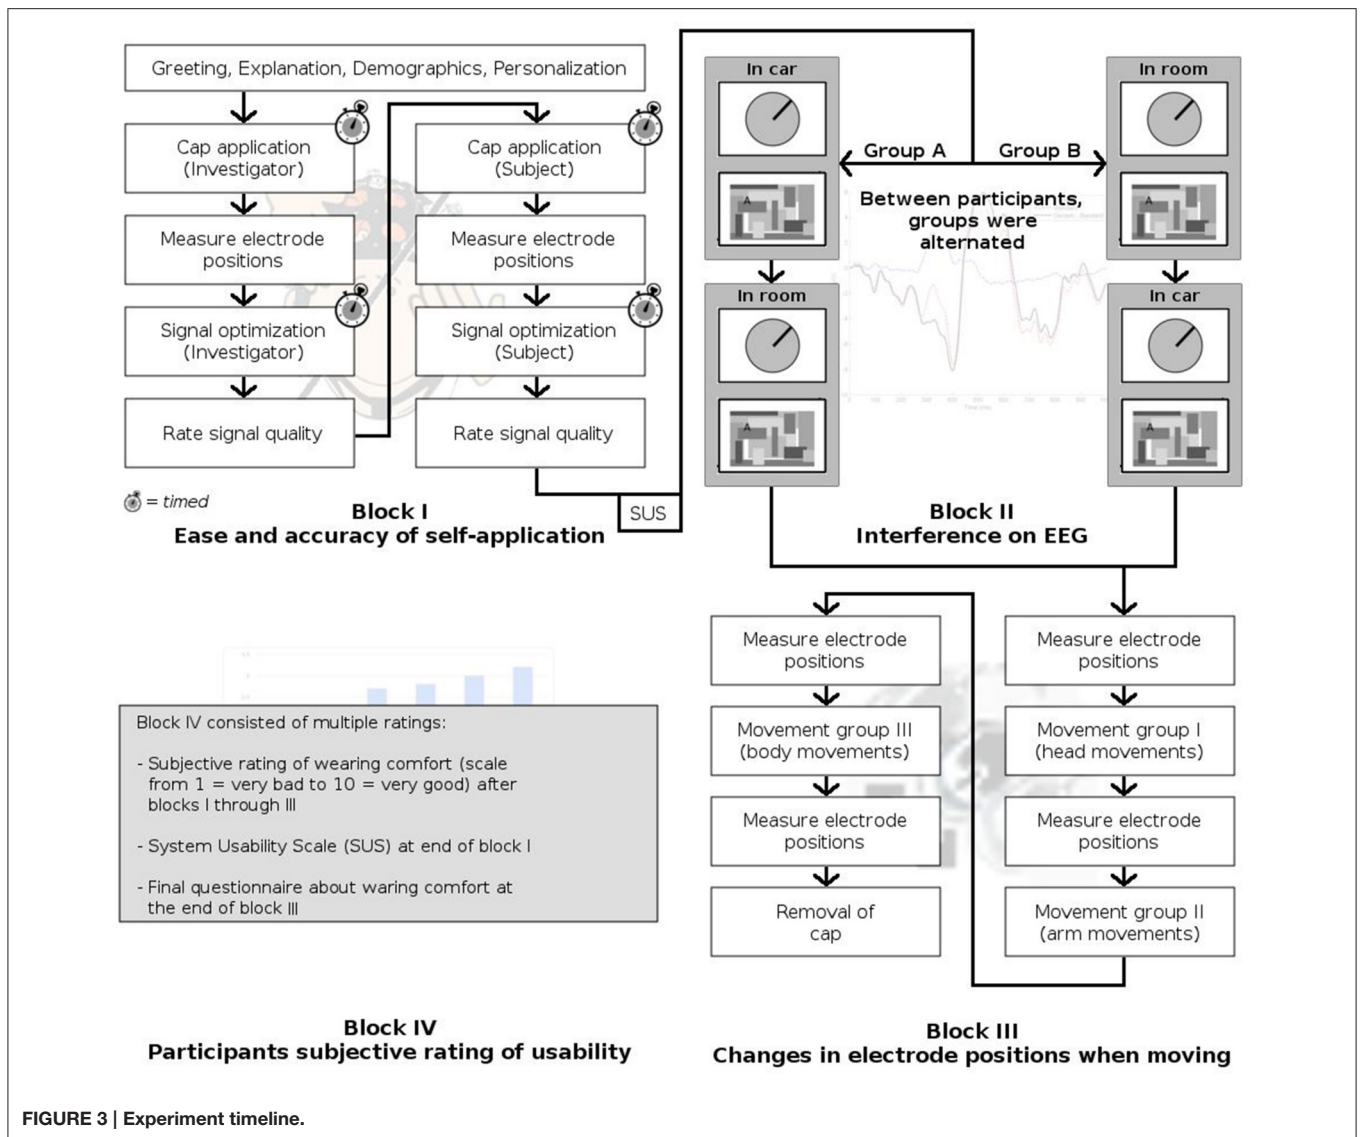 Greeting, Explanation, Demographics, Personalization
Cap application
(Investigator)
Measure electrode
positions
Signal optimization
(Investigator)
Rate signal quality
Cap application
(Subject)
Measure electrode
positions
Signal optimization
(Subject)
Rate signal quality
= timed
SUS
Block I
Ease and accuracy of self-application
In car
A
In room
A
Group A
Group B
Between participants,
groups were
alternated
In room
A
In car
A
Block II
Interference on EEG
Measure electrode
positions
Movement group I
(head movements)
Measure electrode
positions
Movement group II
(arm movements)
Measure electrode
positions
Movement group III
(body movements)
Measure electrode
positions
Removal of
cap
Block III
Changes in electrode positions when moving
Block IV consisted of multiple ratings:
- Subjective rating of wearing comfort (scale
from 1 = very bad to 10 = very good) after
blocks I through III
- System Usability Scale (SUS) at end of block I
- Final questionnaire about waring comfort at
the end of block III
Block IV
Participants subjective rating of usability
FIGURE 3 | Experiment timeline.